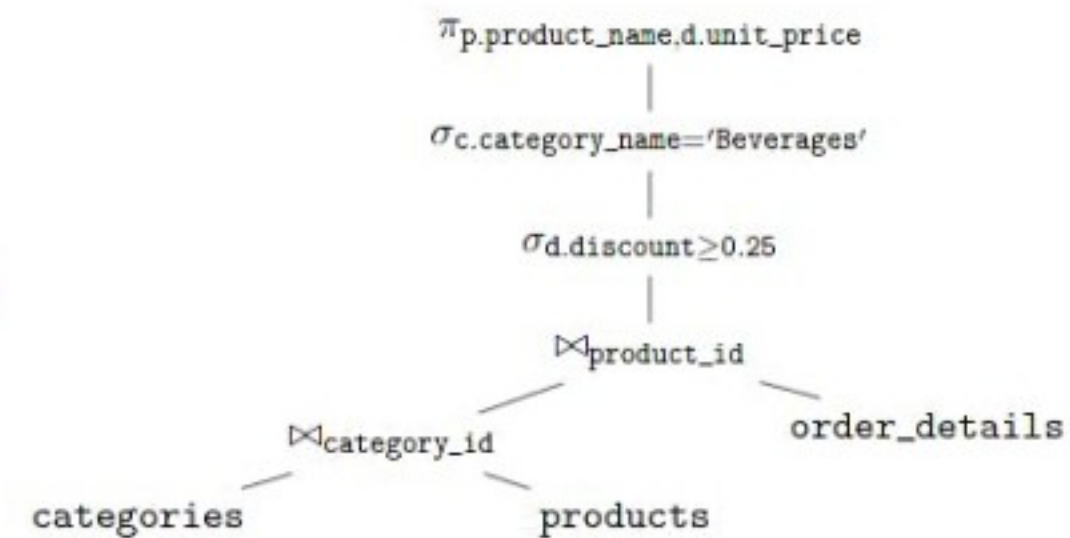 πp.product_name,d.unit_price
σc.category_name='Beverages'
σd.discount≥0.25
⋈product_id
⋈category_id
order_details
categories
products